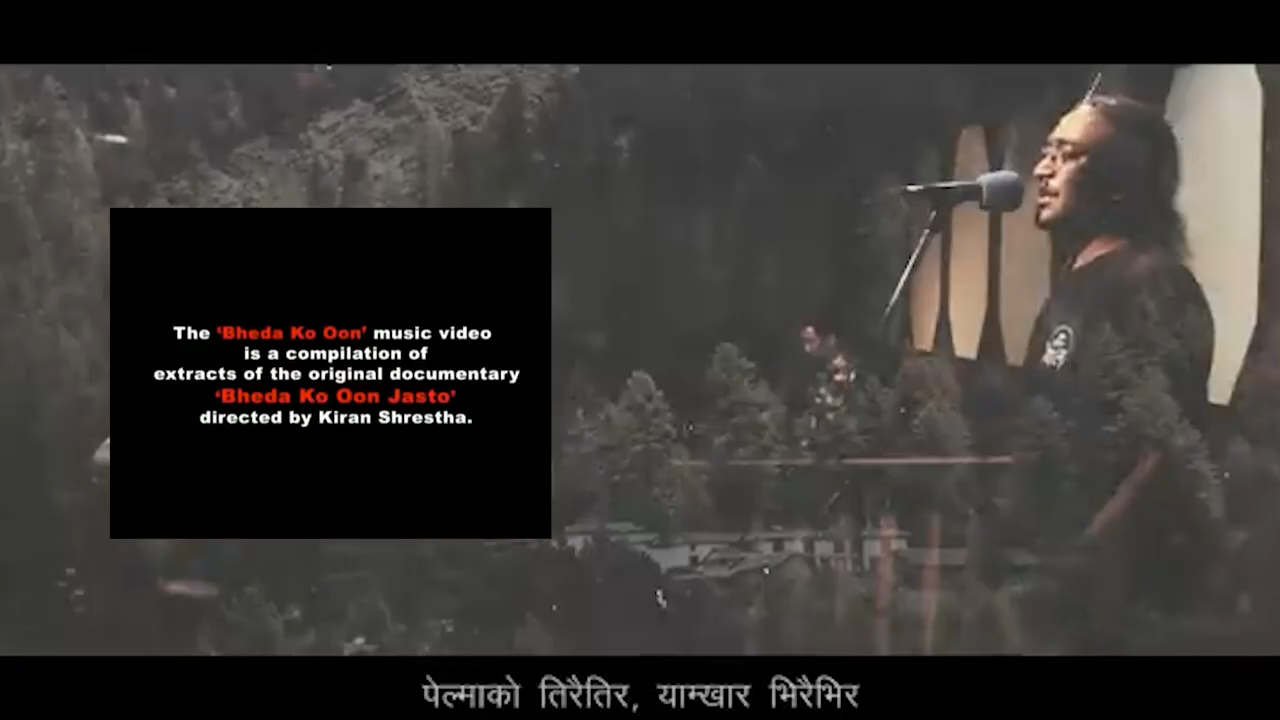 The ‘Bheda Ko Oon’ music video
is a compilation of
extracts of the original documentary
‘Bheda Ko Oon Jasto’
directed by Kiran Shrestha.
पेल्माको तिरैतिर, याम्खार भिरैभिर